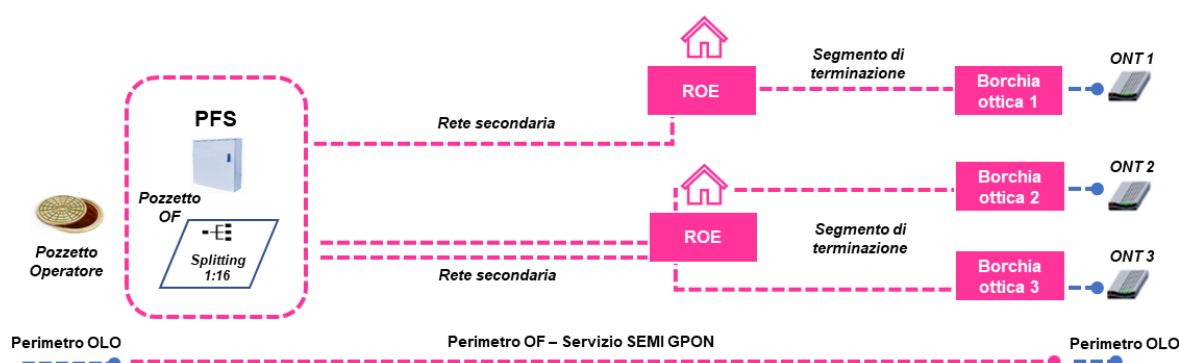 PFS
Pozzetto
OF
Splitting
1:16
Pozzetto
Operatore
Rete secondaria
Rete secondaria
ROE
ROE
Segmento di
terminazione
Segmento di
terminazione
Borchia
ottica 1
ONT 1
Borchia
ottica 2
ONT 2
Borchia
ottica 3
ONT 3
Perimetro OLO
Perimetro OF – Servizio SEMI GPON
Perimetro OLO